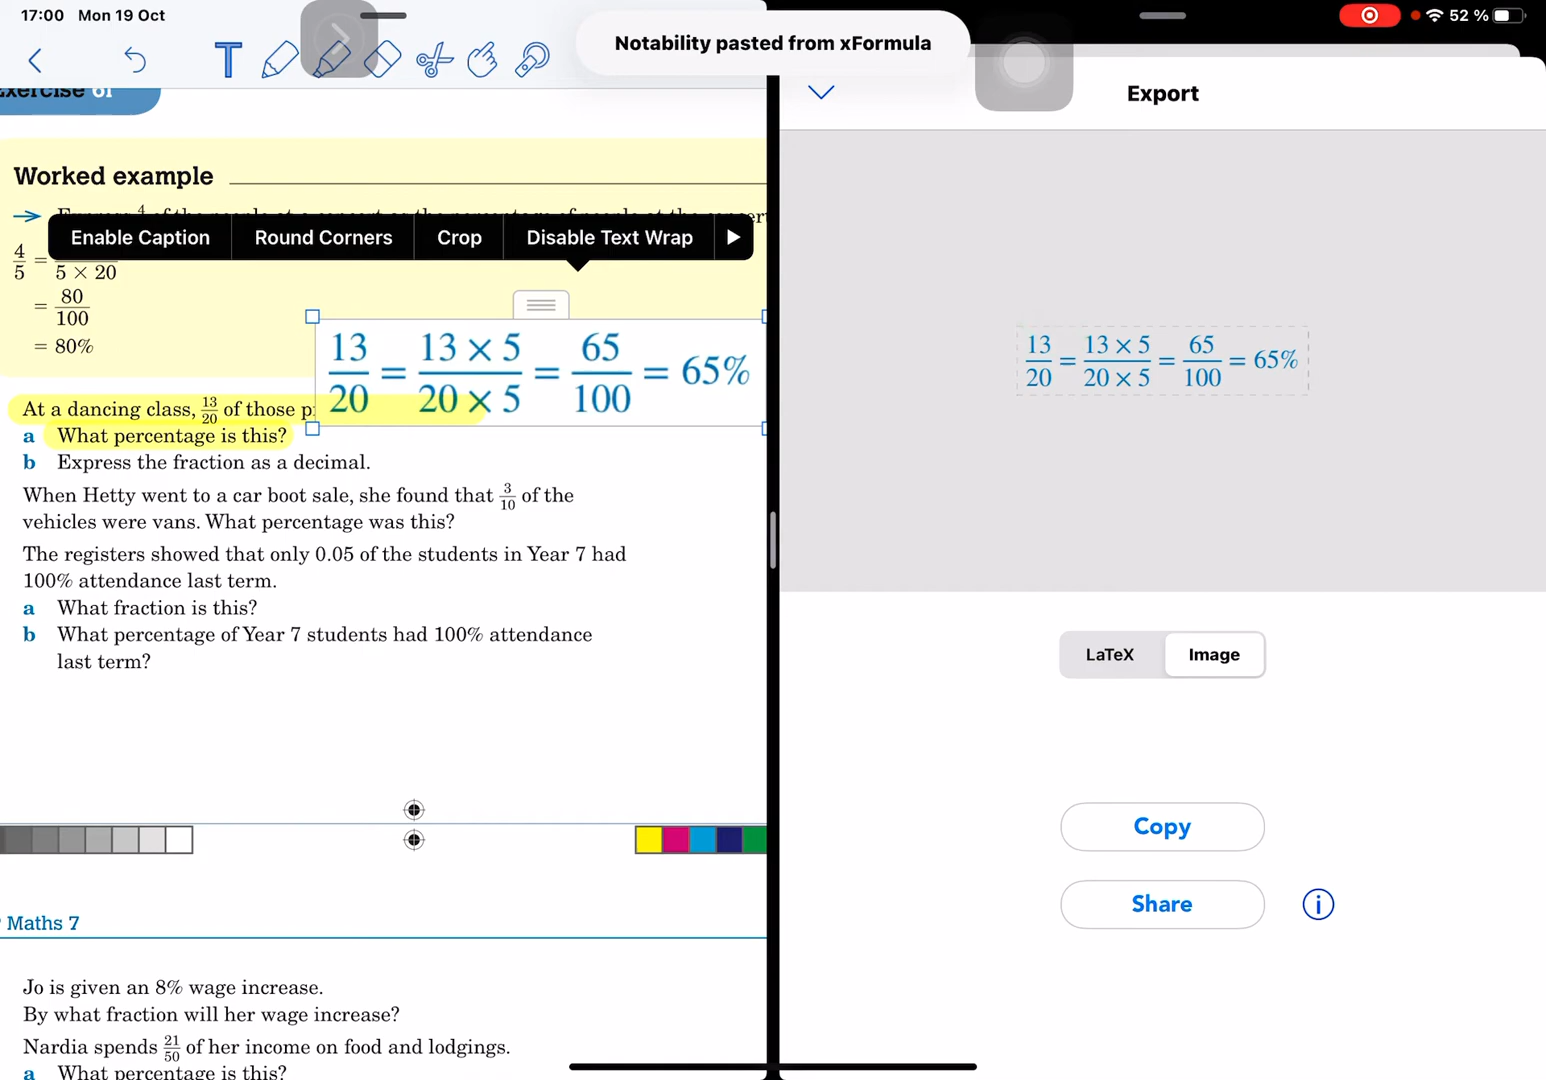 17:00 Mon 19 Oct
52 %
Notability pasted from xFormula
Exercise 6f
Worked example
Enable Caption
Round Corners
Crop
Disable Text Wrap
4/5 =
5 × 20
= 80/100
= 80%
13/20 = 13 × 5/20 × 5 = 65/100 = 65%
At a dancing class, 13/20 of those
a What percentage is this?
b Express the fraction as a decimal.
When Hetty went to a car boot sale, she found that 3/10 of the
vehicles were vans. What percentage was this?
The registers showed that only 0.05 of the students in Year 7 had
100% attendance last term.
a What fraction is this?
b What percentage of Year 7 students had 100% attendance
last term?
Maths 7
Jo is given an 8% wage increase.
By what fraction will her wage increase?
Nardia spends 21/50 of her income on food and lodgings.
a What percentage is this?
Export
13/20 = 13 × 5/20 × 5 = 65/100 = 65%
LaTeX
Image
Copy
Share